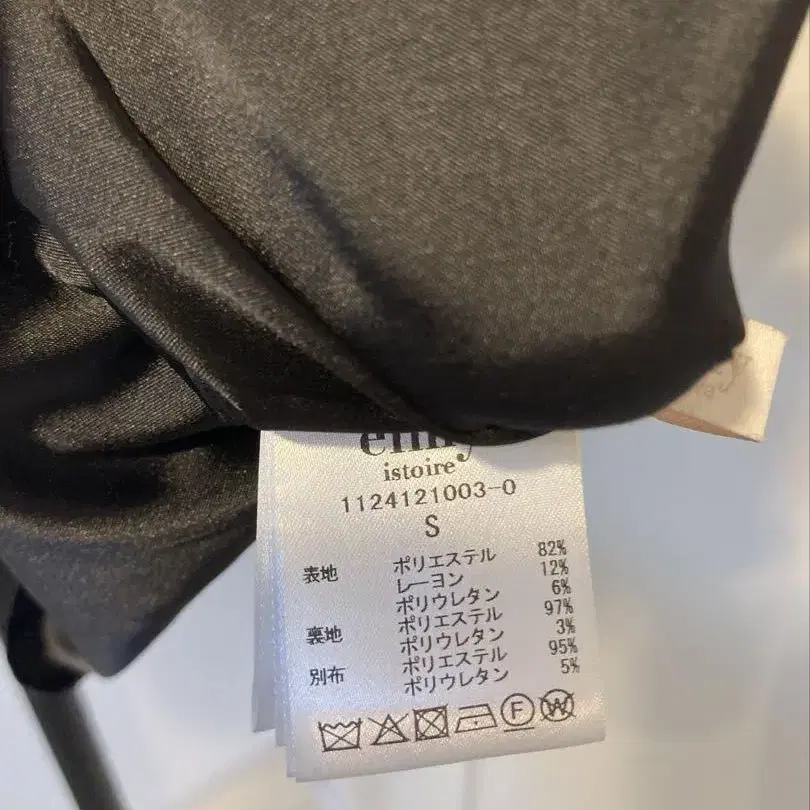 istoire
1124121003-0
S
表地 ポリエステル 82%
レーヨン 12%
ポリウレタン 6%
裏地 ポリエステル 97%
ポリウレタン 3%
別布 ポリエステル 95%
ポリウレタン 5%
F W